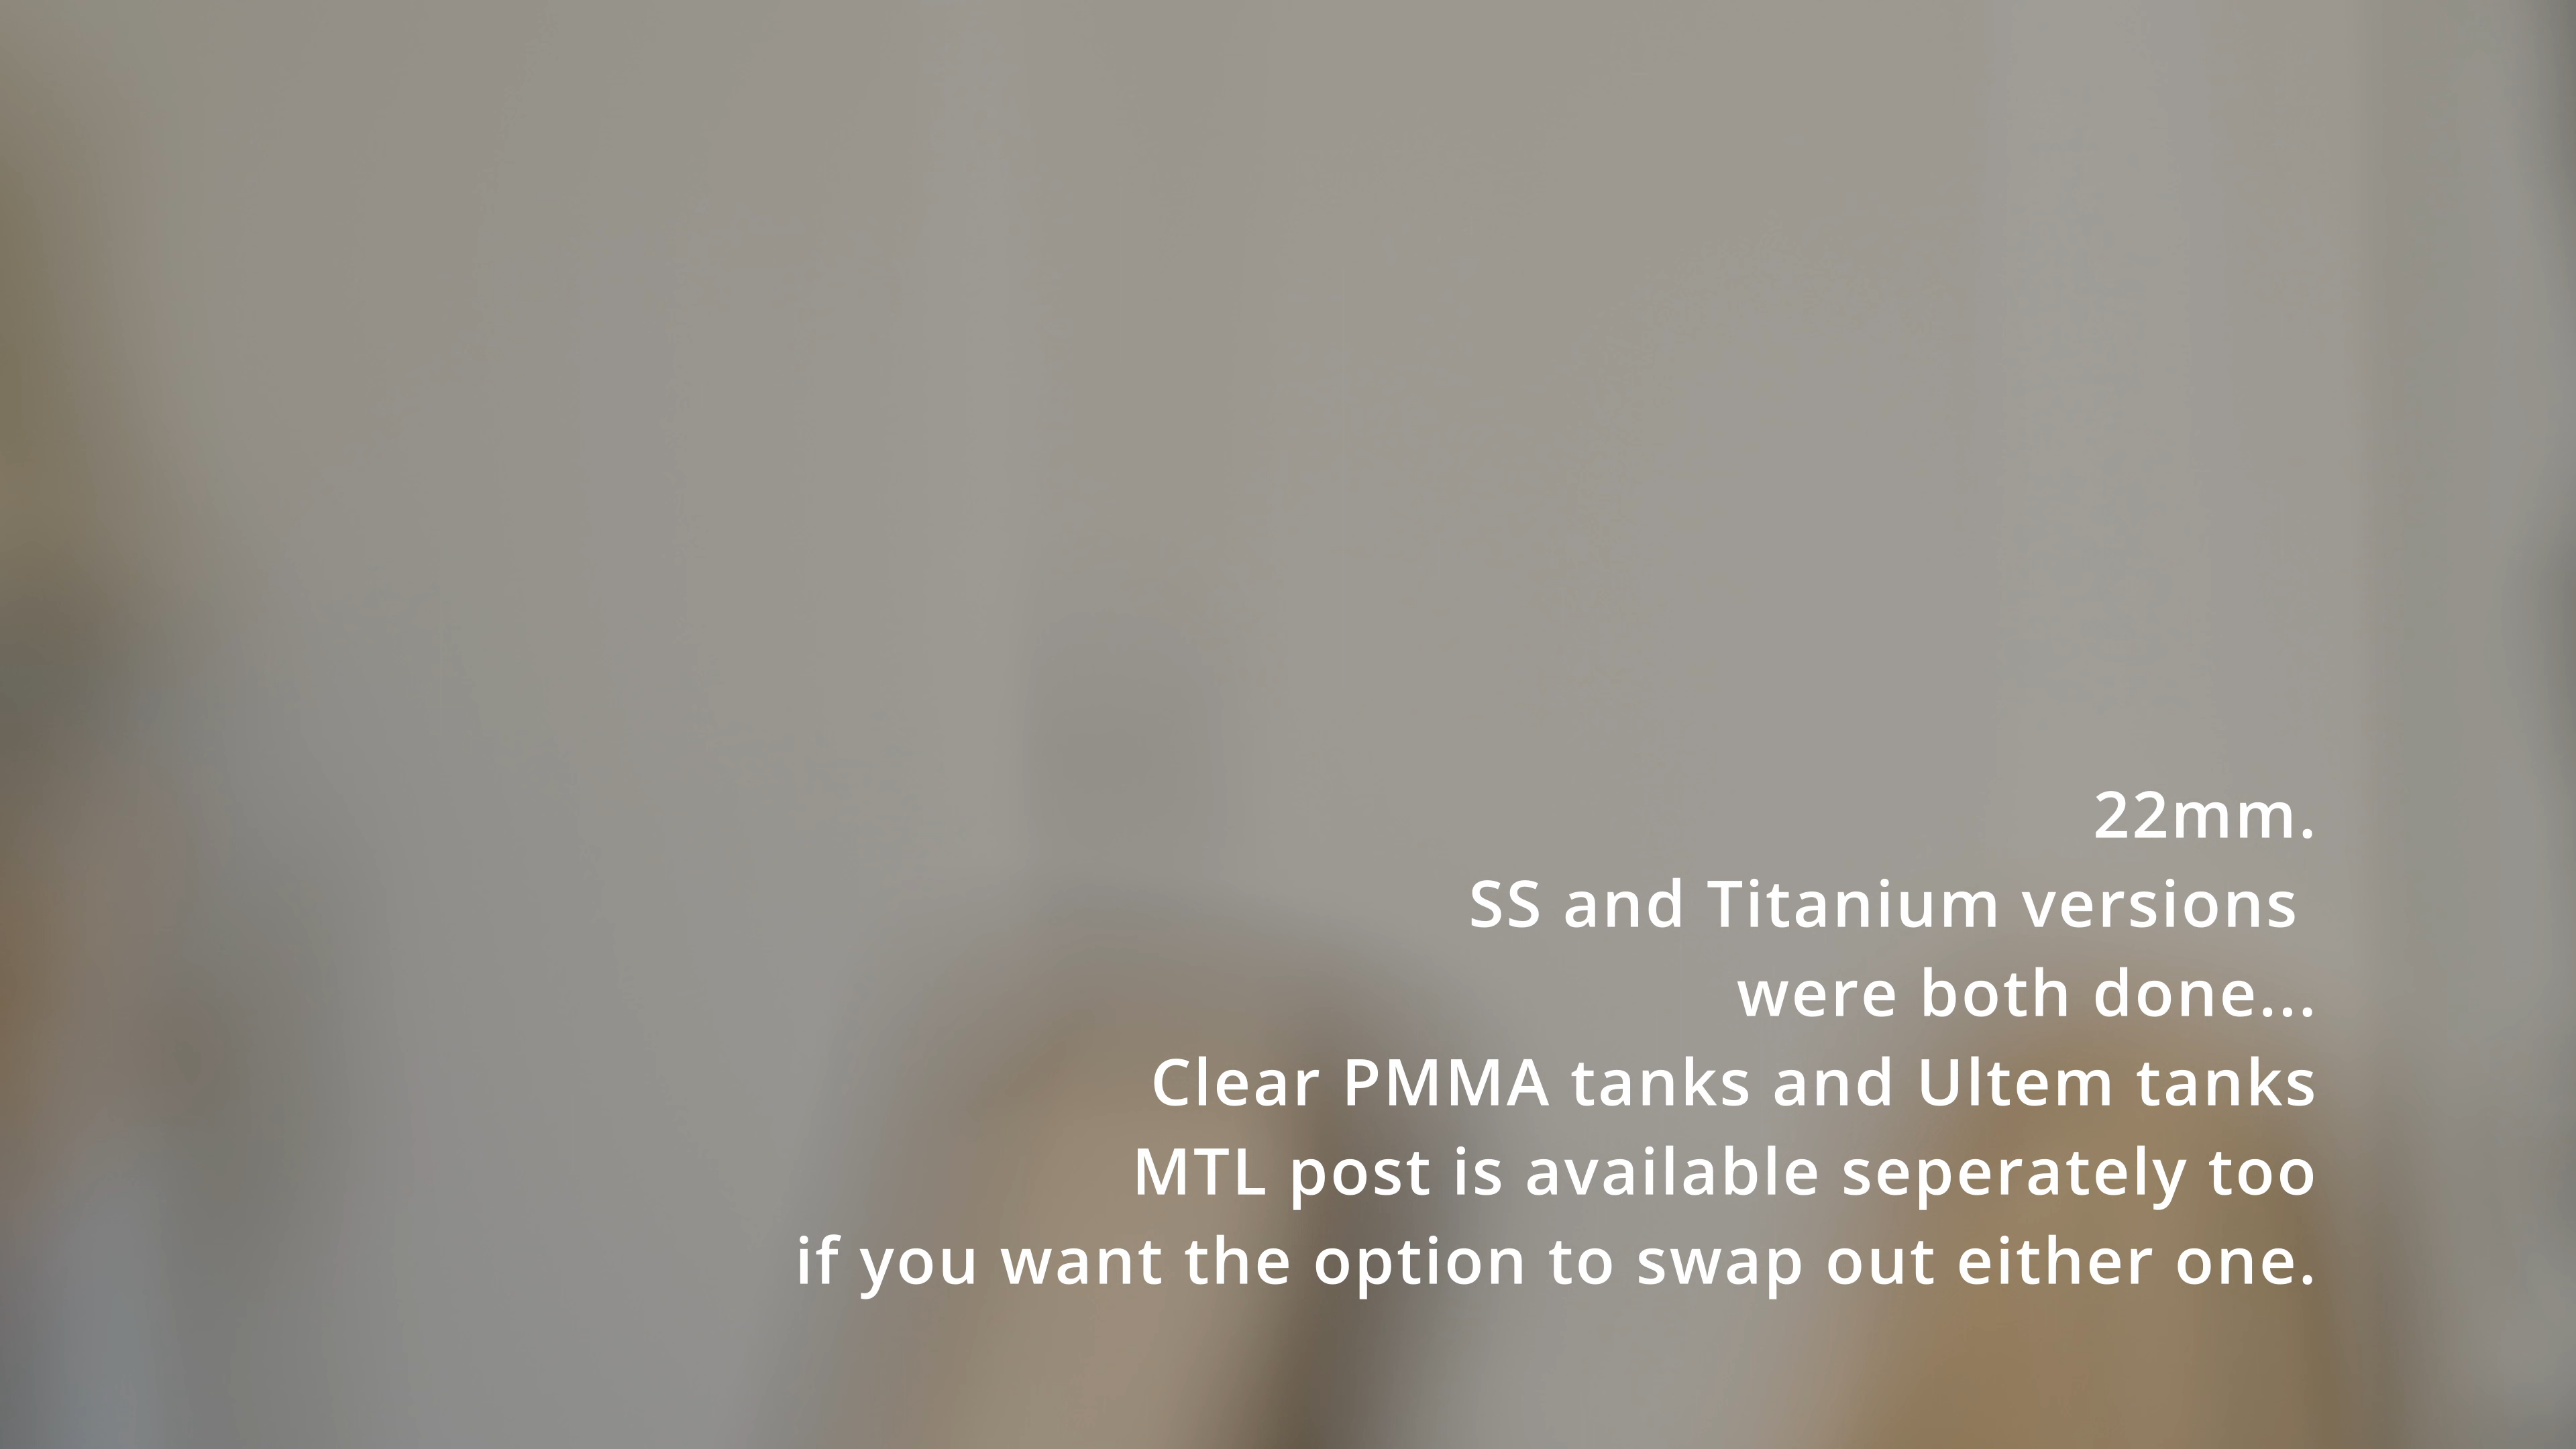 22mm.
SS and Titanium versions
were both done...
Clear PMMA tanks and Ultem tanks
MTL post is available seperately too
if you want the option to swap out either one.